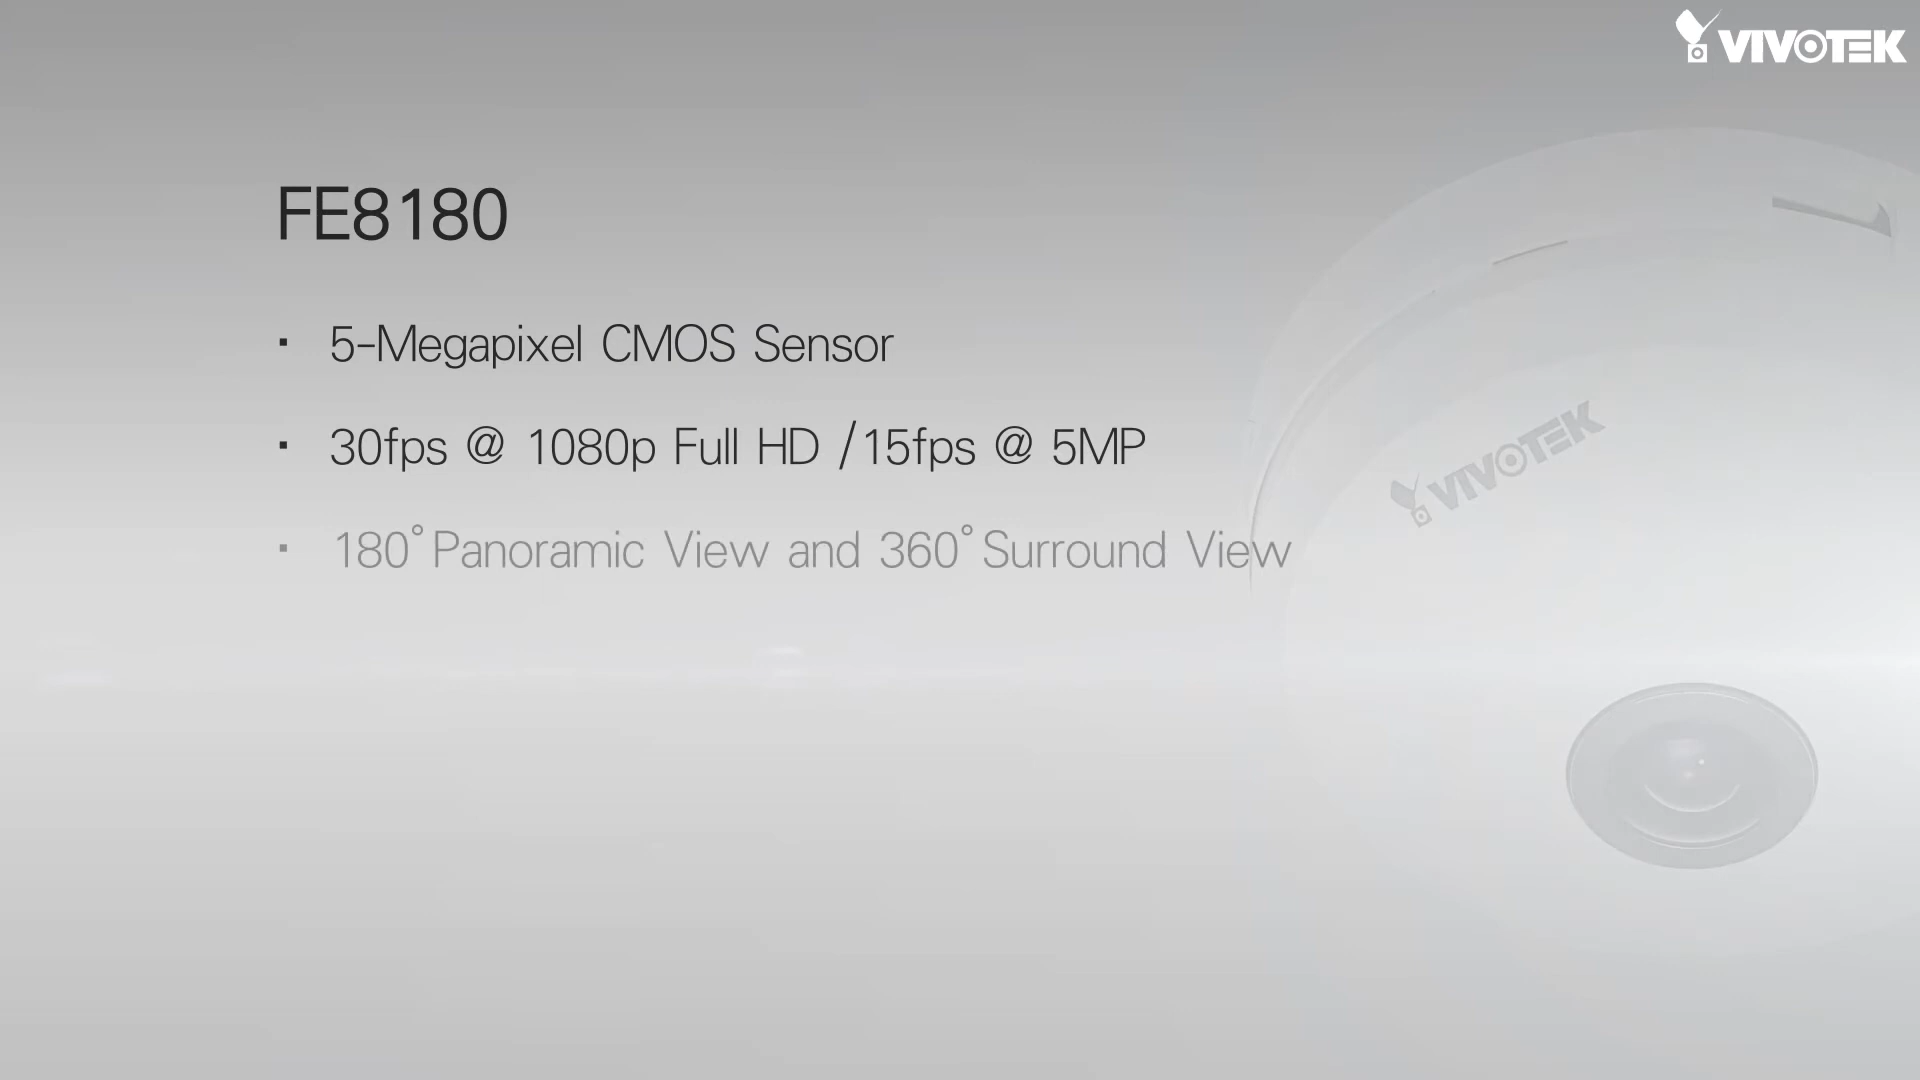 VIVOTEK
FE8180
▪ 5-Megapixel CMOS Sensor
▪ 30fps @ 1080p Full HD /15fps @ 5MP
▪ 180°Panoramic View and 360°Surround View
VIVOTEK